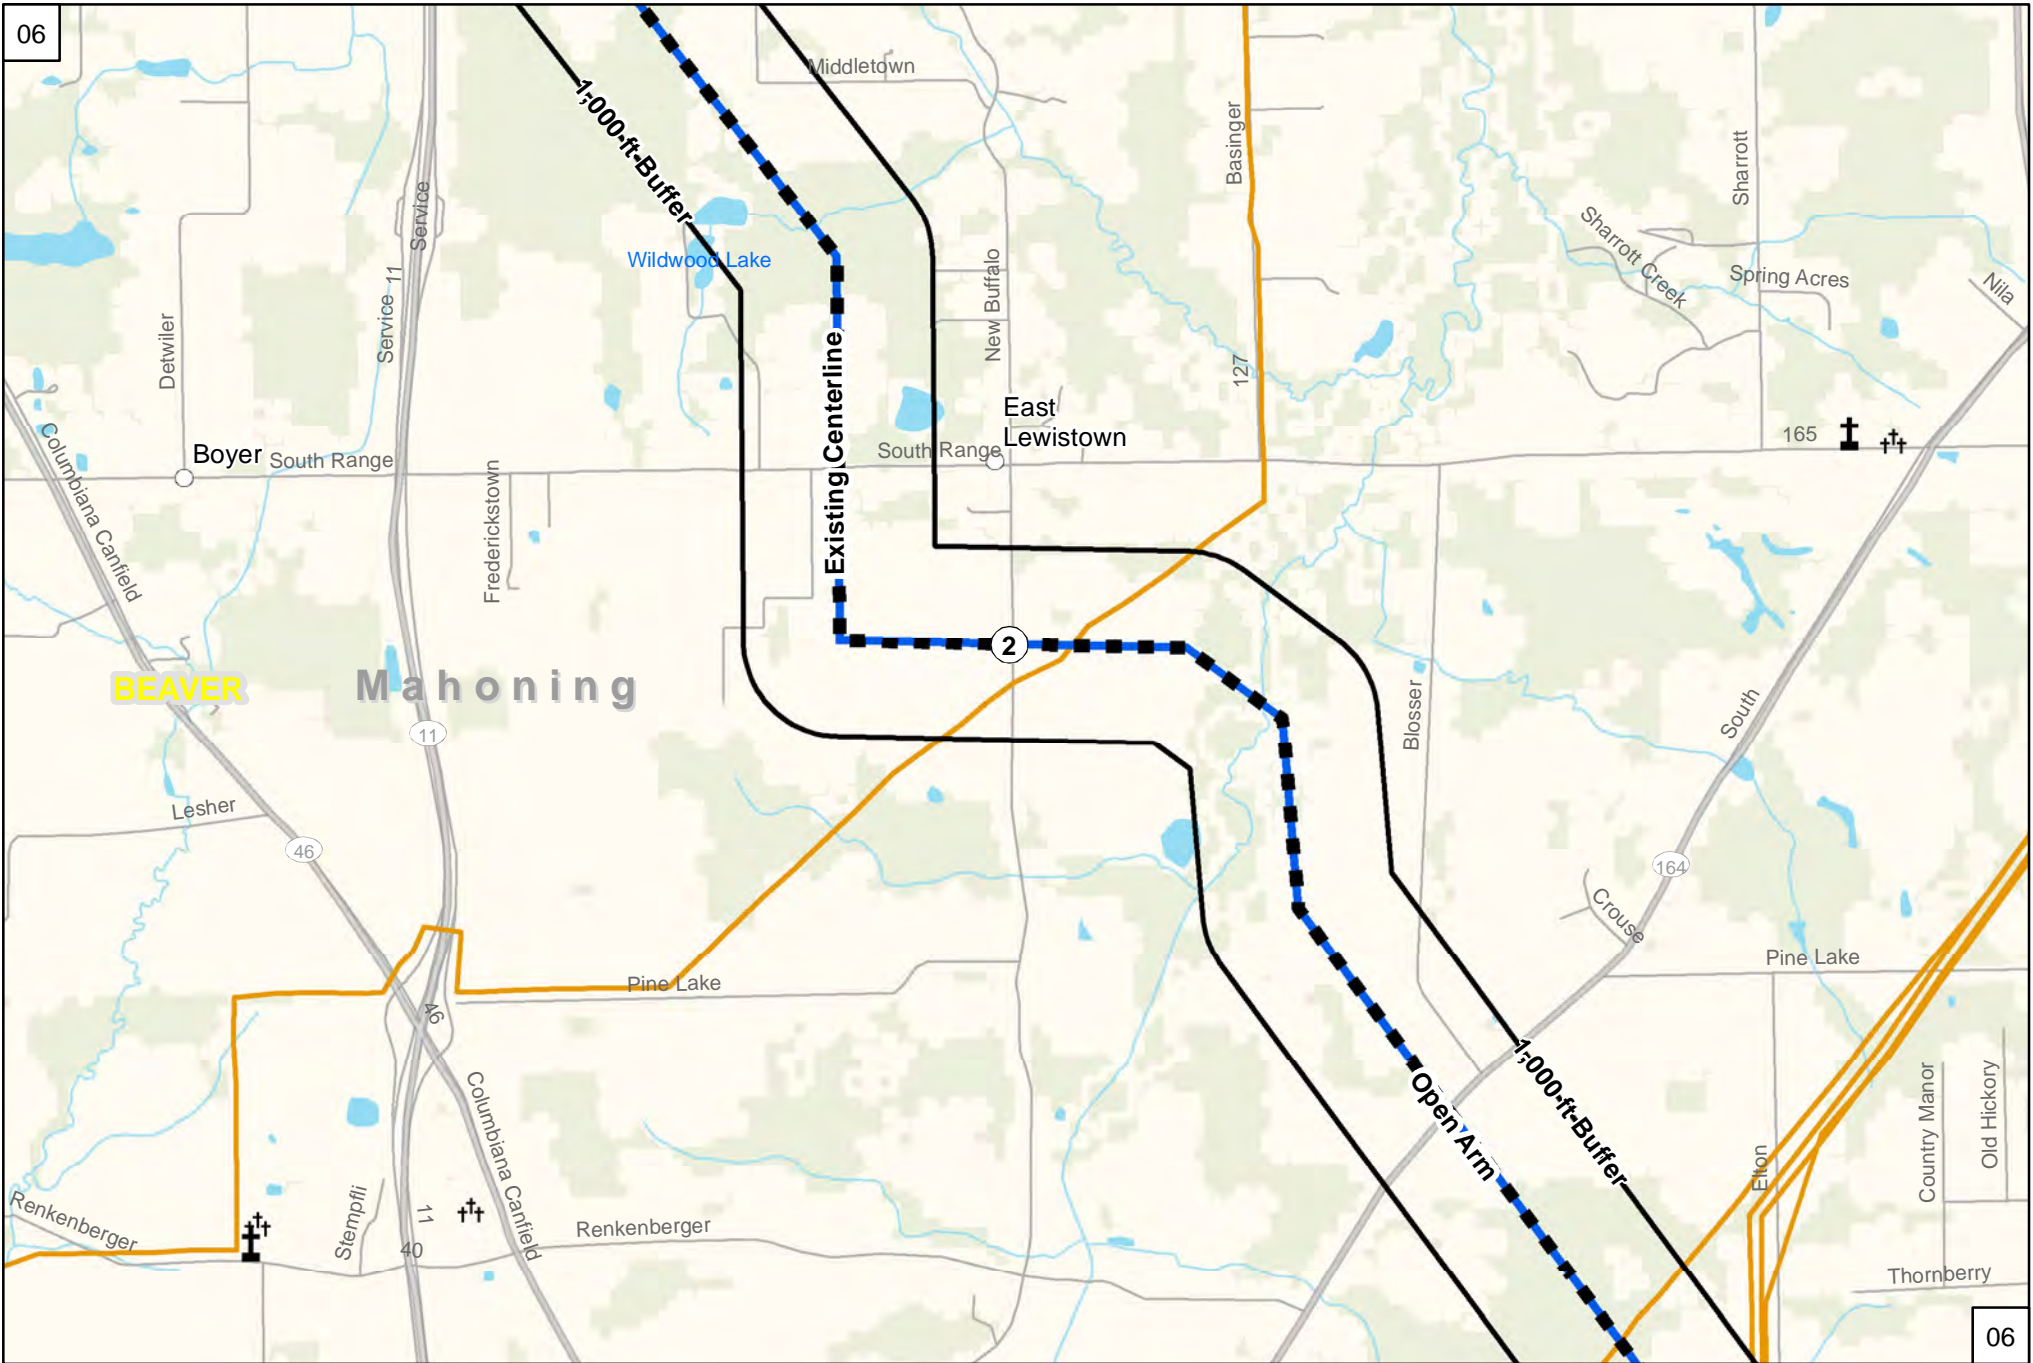 06
Middletown
1,000-ft-Buffer
Basinger
Sharrott
Service
Sharrott Creek
Wildwood Lake
New Buffalo
Spring Acres
11
Nila
Service
Detwiler
Existing Centerline
127
East
Lewistown
Columbiana Canfield
Boyer
South Range
South Range
165
Fredericktown
2
BEAVER
Mahoning
Blosser
South
11
Lesher
46
164
Crouse
Pine Lake
Pine Lake
46
Open Arm
1,000-ft-Buffer
Columbiana Canfield
Elton
Country Manor
Old Hickory
Renkenberger
Stempfli
11
40
Renkenberger
Thornberry
06